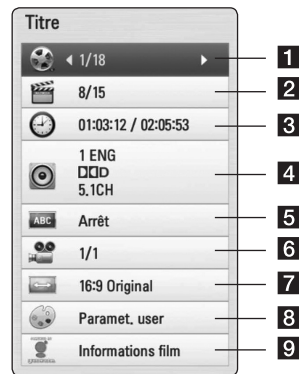 Titre
1/18 1
8/15 2
01:03:12 / 02:05:53 3
1 ENG
DD D
5.1CH 4
ABC Arrêt 5
1/1 6
16:9 Original 7
Paramet. user 8
Informations film 9